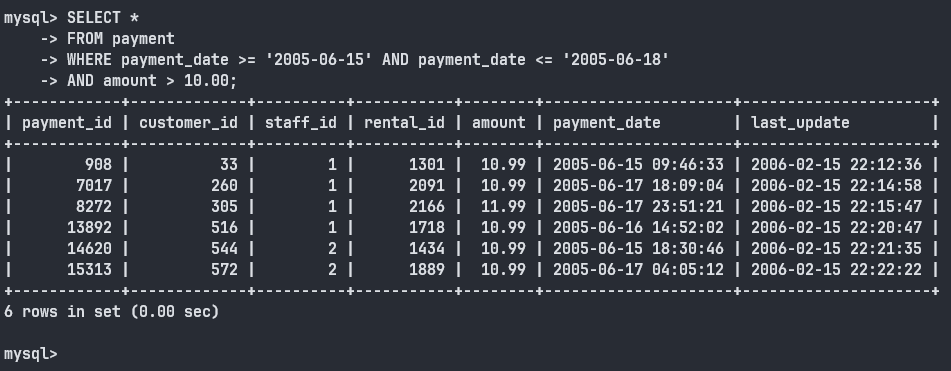 mysql> SELECT *
    -> FROM payment
    -> WHERE payment_date >= '2005-06-15' AND payment_date <= '2005-06-18'
    -> AND amount > 10.00;
+------------+-------------+----------+-----------+--------+---------------------+---------------------+
| payment_id | customer_id | staff_id | rental_id | amount | payment_date        | last_update         |
+------------+-------------+----------+-----------+--------+---------------------+---------------------+
|        908 |          33 |        1 |      1301 |  10.99 | 2005-06-15 09:46:33 | 2006-02-15 22:12:36 |
|       7017 |         260 |        1 |      2091 |  10.99 | 2005-06-17 18:09:04 | 2006-02-15 22:14:58 |
|       8272 |         305 |        1 |      2166 |  11.99 | 2005-06-17 23:51:21 | 2006-02-15 22:15:47 |
|      13892 |         516 |        1 |      1718 |  10.99 | 2005-06-16 14:52:02 | 2006-02-15 22:20:47 |
|      14620 |         544 |        2 |      1434 |  10.99 | 2005-06-15 18:30:46 | 2006-02-15 22:21:35 |
|      15313 |         572 |        2 |      1889 |  10.99 | 2005-06-17 04:05:12 | 2006-02-15 22:22:22 |
+------------+-------------+----------+-----------+--------+---------------------+---------------------+
6 rows in set (0.00 sec)

mysql>